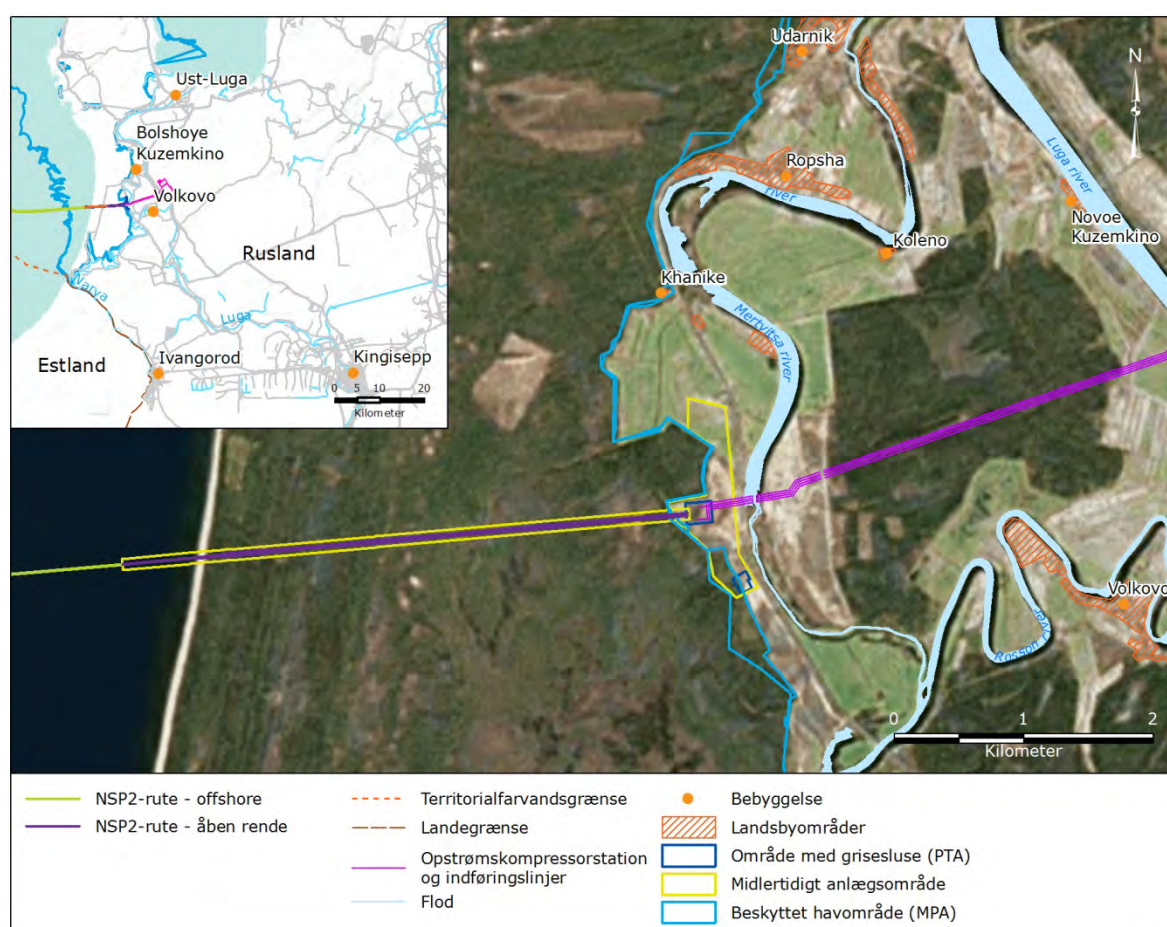 Ust-Luga
Bolshoye
Kuzemkino
Volkovo
Rusland
Narva
Luga
Estland
Ivangorod
Kingisepp
0 5 10 20
Kilometer
Udarnik
N
Ropsha
river
Luga river
Novoe
Kuzemkino
Koleno
Khanike
Mertvitsa river
Volkovo
Rosson
river
0 1 2
Kilometer
NSP2-rute - offshore
NSP2-rute - åben rende
Territorialfarvandsgrænse
Landegrænse
Opstrømskompressorstation
og indføringslinjer
Flod
Bebyggelse
Landsbyområder
Område med grisesluse (PTA)
Midlertidigt anlægsområde
Beskyttet havområde (MPA)